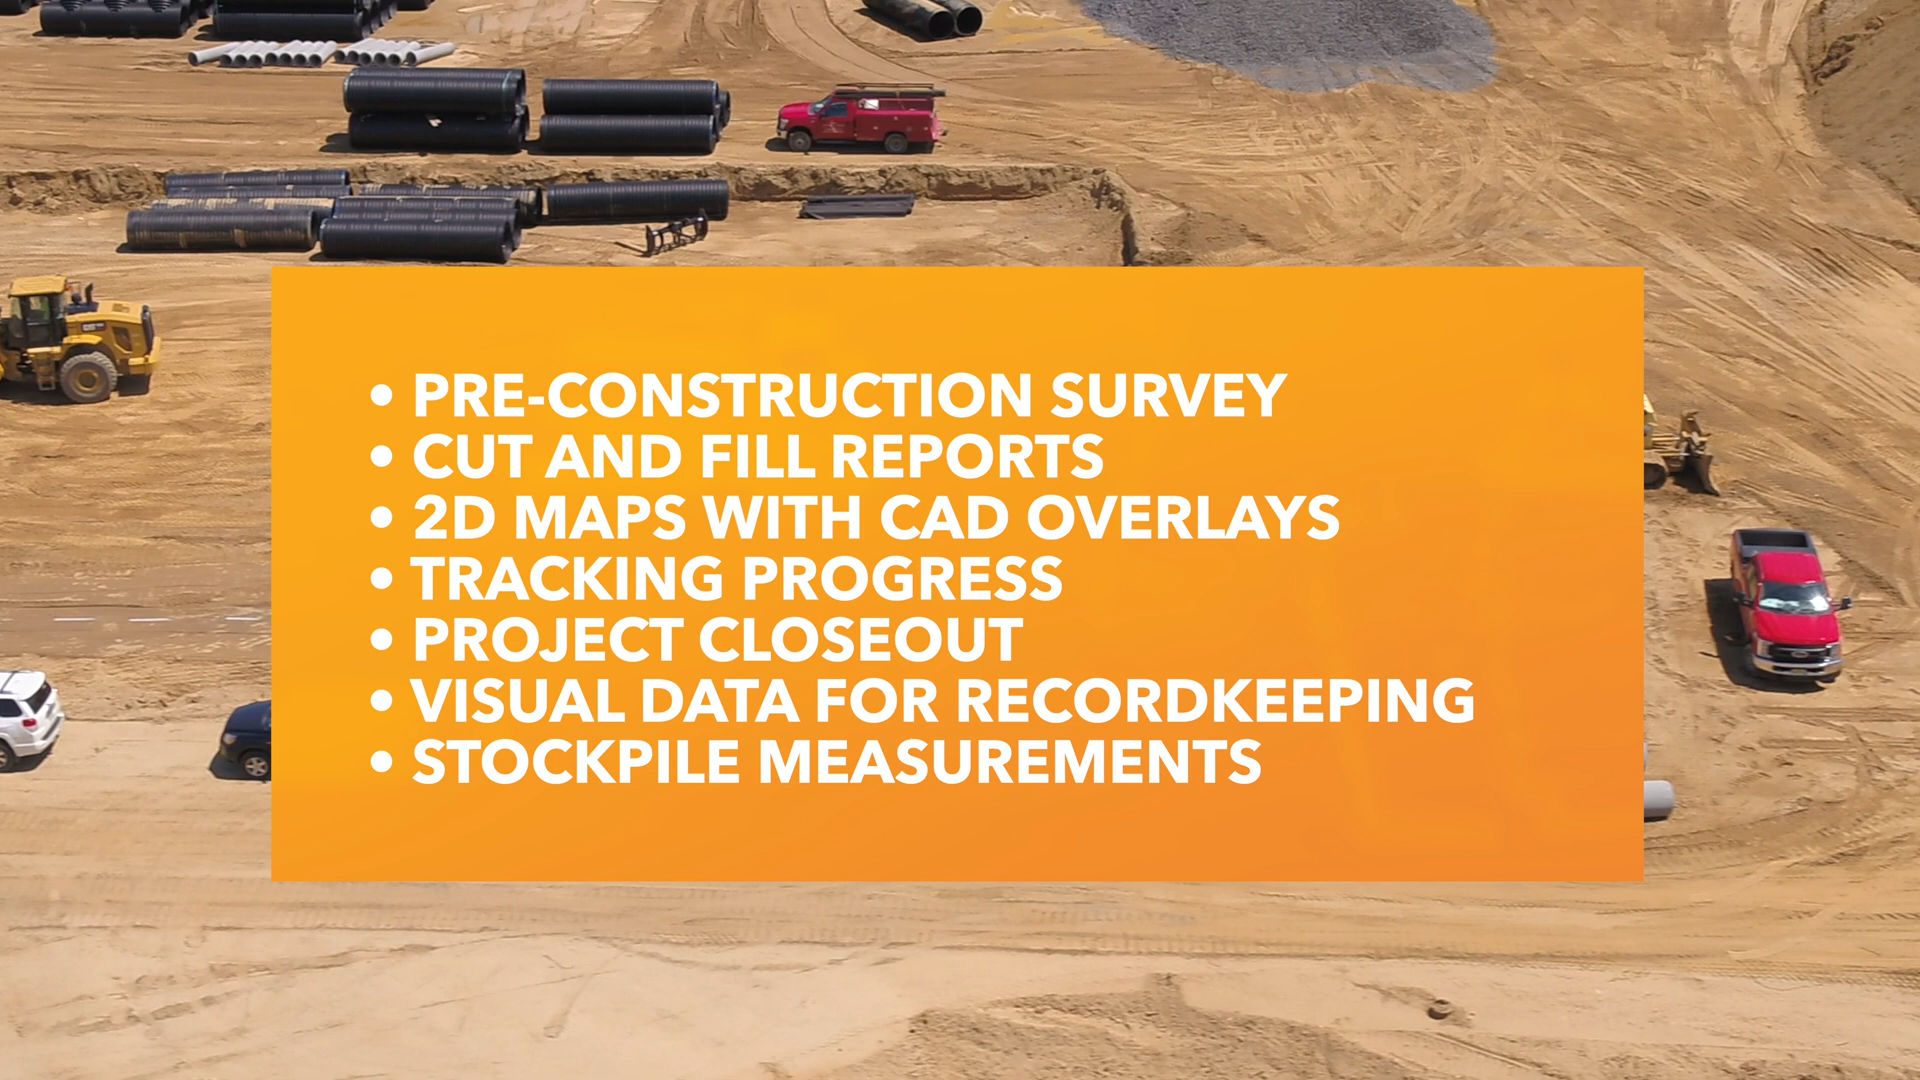 • PRE-CONSTRUCTION SURVEY
• CUT AND FILL REPORTS
• 2D MAPS WITH CAD OVERLAYS
• TRACKING PROGRESS
• PROJECT CLOSEOUT
• VISUAL DATA FOR RECORDKEEPING
• STOCKPILE MEASUREMENTS